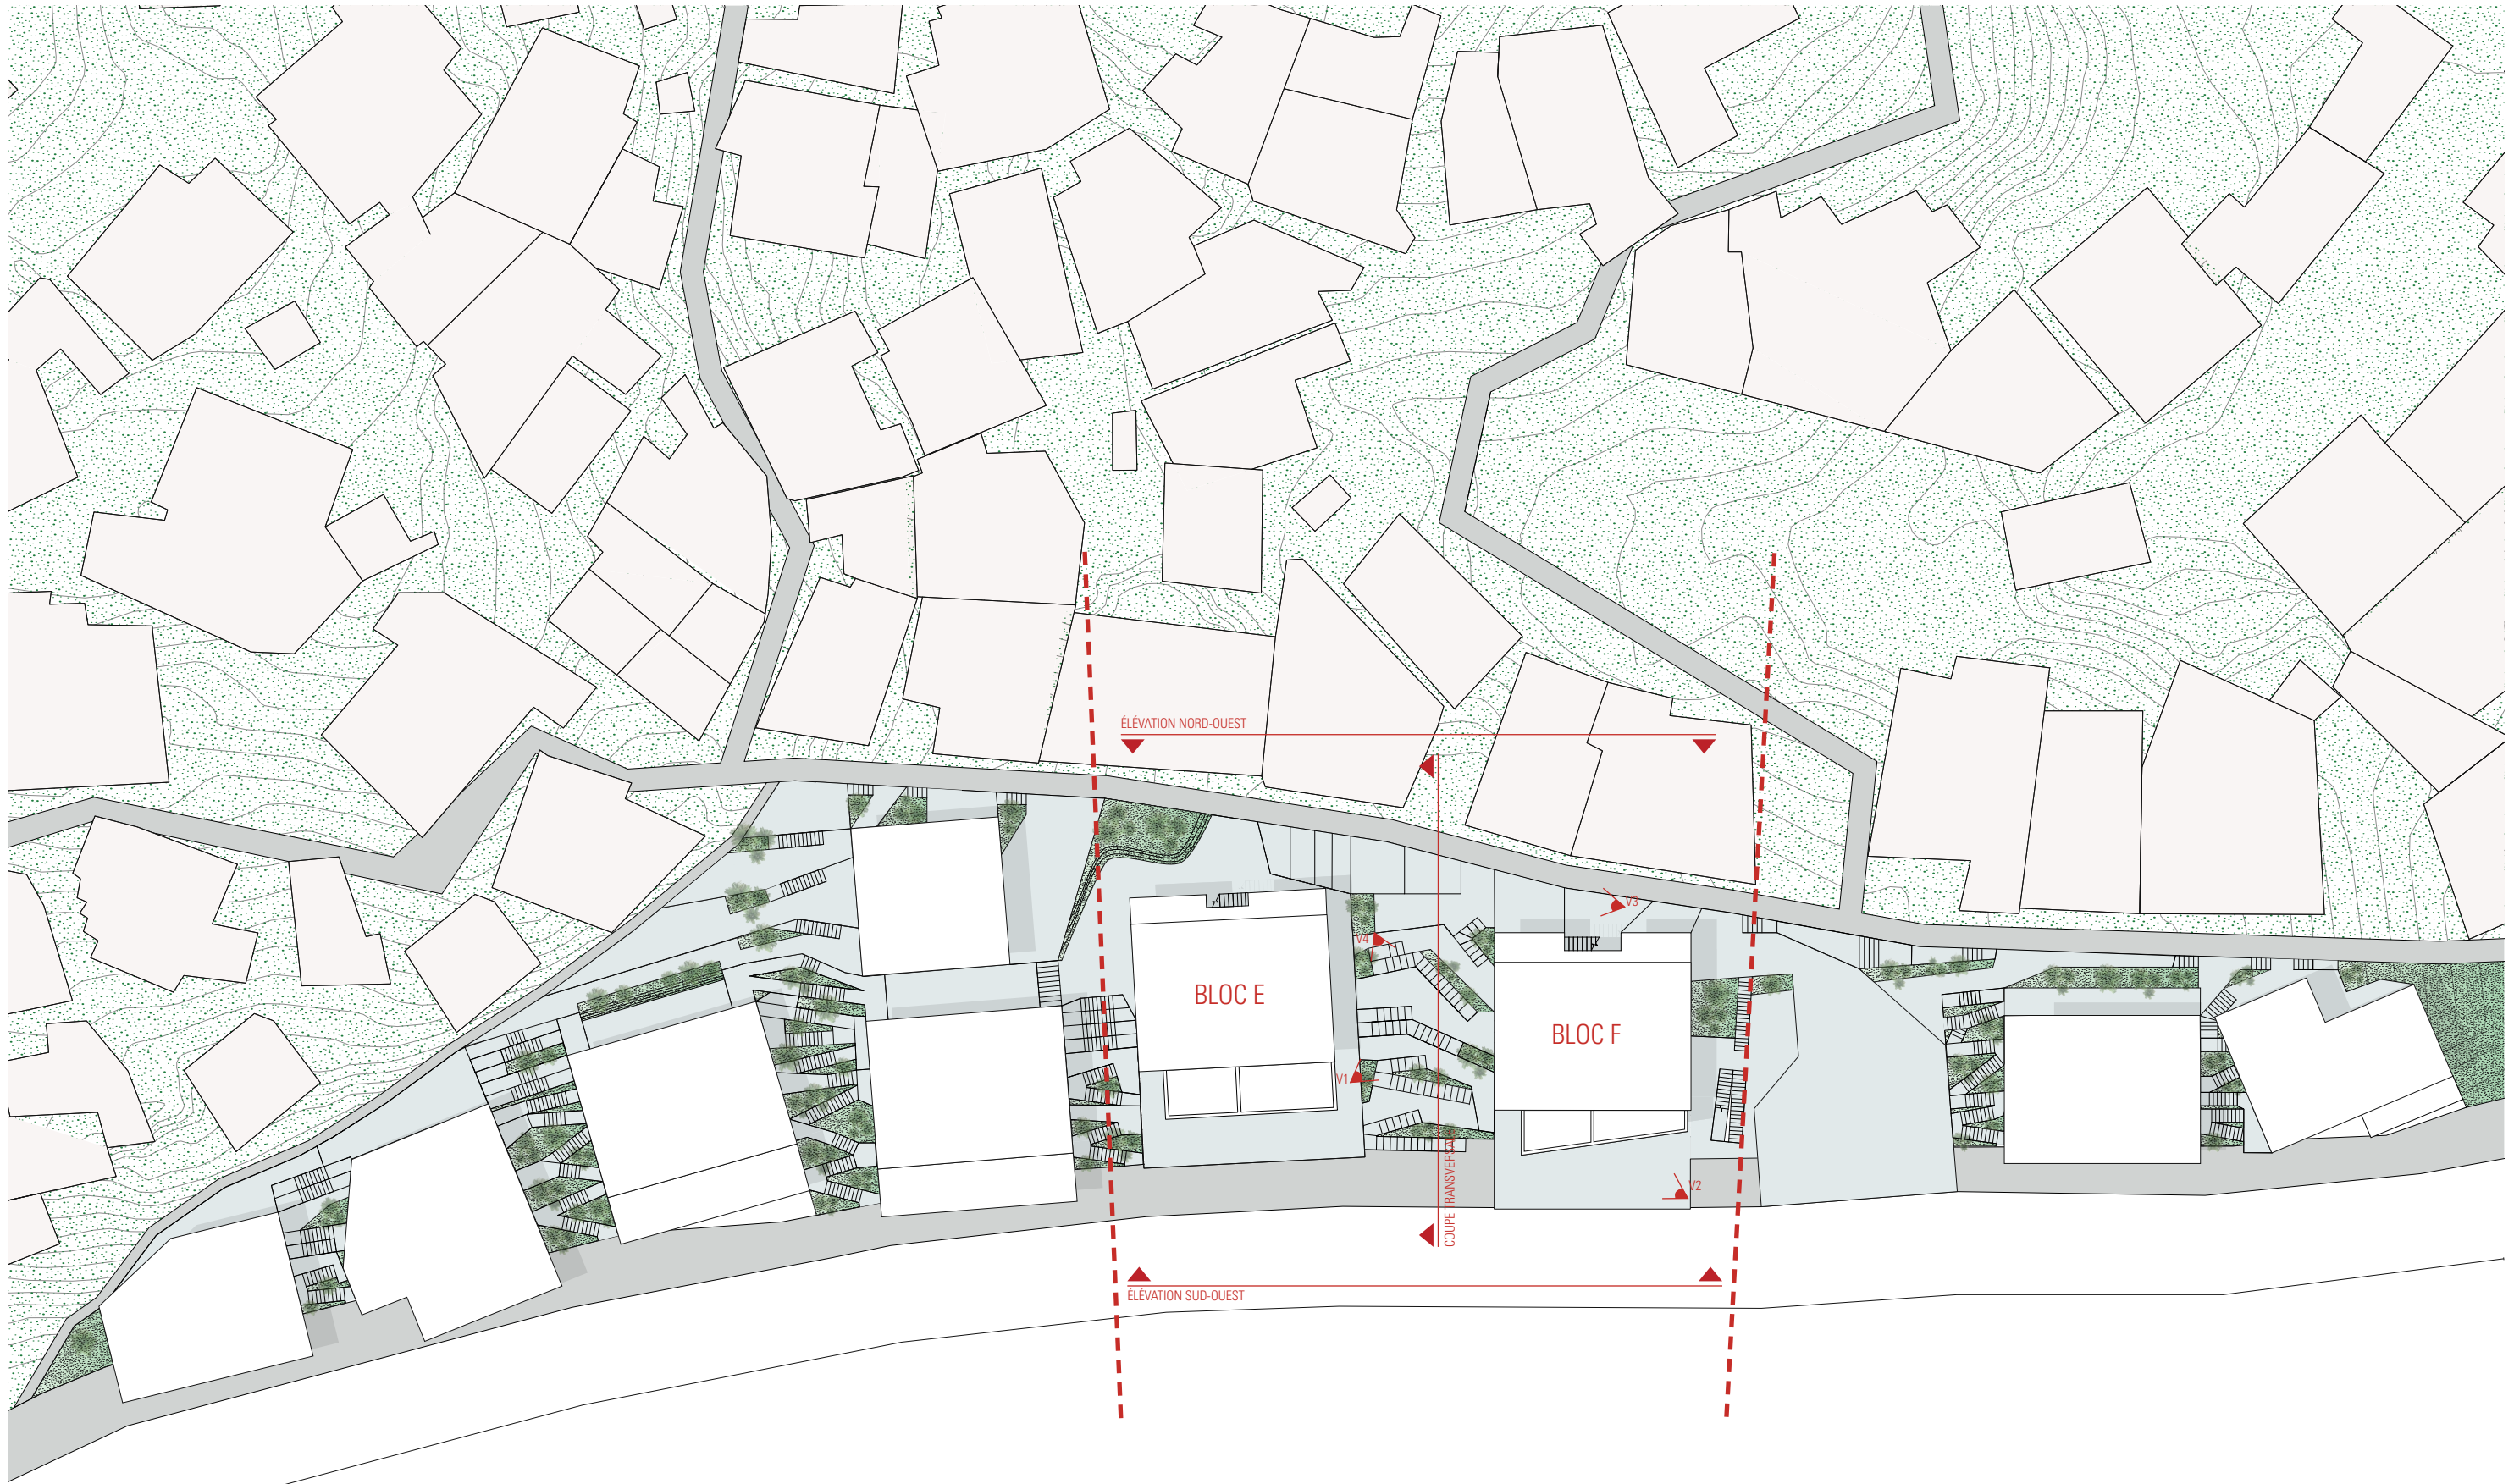 ÉLÉVATION NORD-OUEST
V3
V4
BLOC E
BLOC F
V1
COUPE TRANSVERSALE
V2
ÉLÉVATION SUD-OUEST